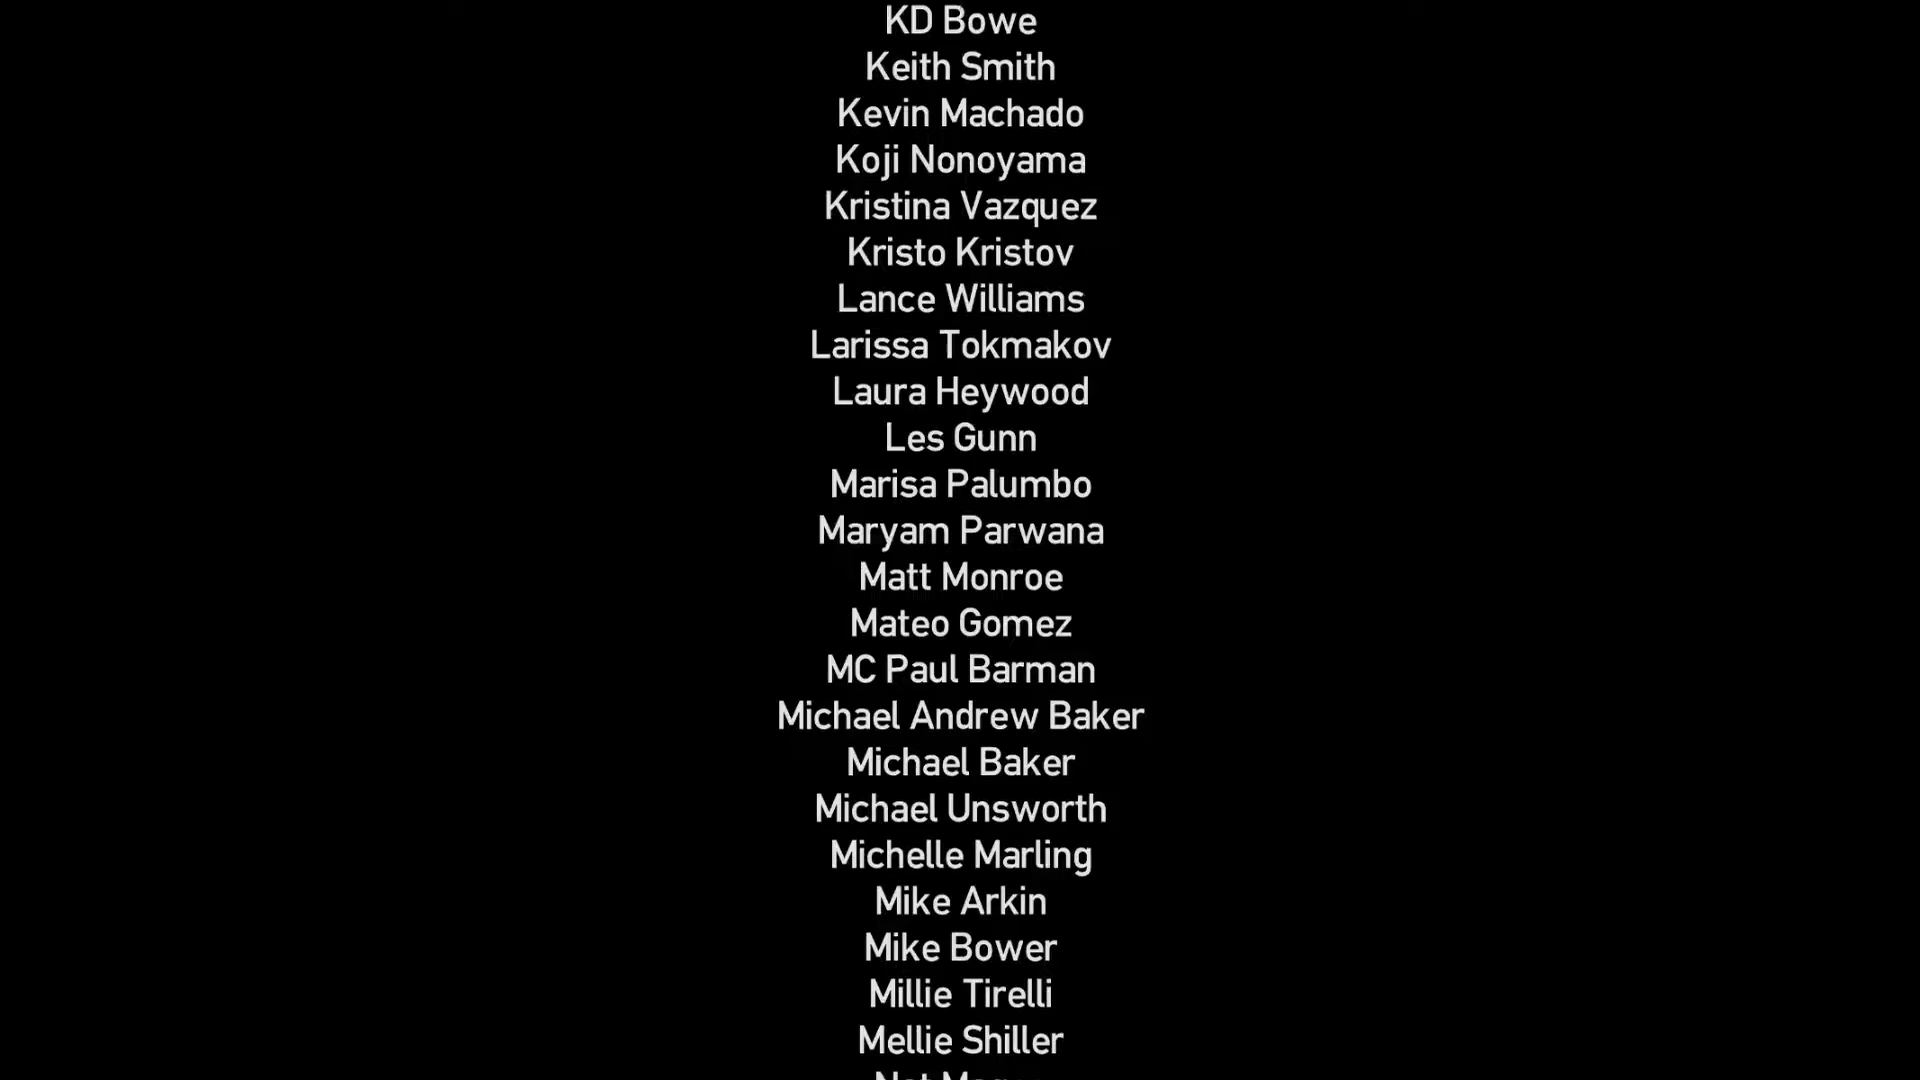 KD Bowe
Keith Smith
Kevin Machado
Koji Nonoyama
Kristina Vazquez
Kristo Kristov
Lance Williams
Larissa Tokmakov
Laura Heywood
Les Gunn
Marisa Palumbo
Maryam Parwana
Matt Monroe
Mateo Gomez
MC Paul Barman
Michael Andrew Baker
Michael Baker
Michael Unsworth
Michelle Marling
Mike Arkin
Mike Bower
Millie Tirelli
Mellie Shiller